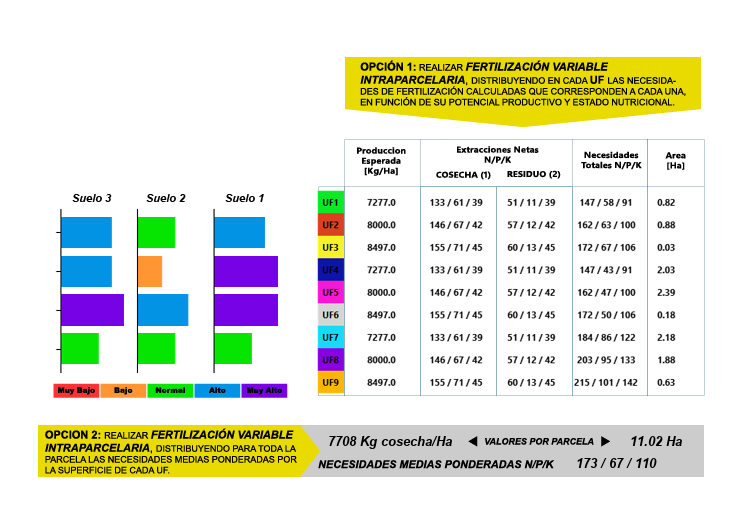 OPCIÓN 1: REALIZAR FERTILIZACIÓN VARIABLE
INTRAPARCELARIA, DISTRIBUYENDO EN CADA UF LAS NECESIDA-
DES DE FERTILIZACIÓN CALCULADAS QUE CORRESPONDEN A CADA UNA,
EN FUNCIÓN DE SU POTENCIAL PRODUCTIVO Y ESTADO NUTRICIONAL.
Produccion Esperada [Kg/Ha] Extracciones Netas N/P/K Necesidades Totales N/P/K Area [Ha]
COSECHA (1) RESIDUO (2)
UF1 7277.0 133 / 61 / 39 51 / 11 / 39 147 / 58 / 91 0.82
UF2 8000.0 146 / 67 / 42 57 / 12 / 42 162 / 63 / 100 0.88
UF3 8497.0 155 / 71 / 45 60 / 13 / 45 172 / 67 / 106 0.03
UF4 7277.0 133 / 61 / 39 51 / 11 / 39 147 / 43 / 91 2.03
UF5 8000.0 146 / 67 / 42 57 / 12 / 42 162 / 47 / 100 2.39
UF6 8497.0 155 / 71 / 45 60 / 13 / 45 172 / 50 / 106 0.18
UF7 7277.0 133 / 61 / 39 51 / 11 / 39 184 / 86 / 122 2.18
UF8 8000.0 146 / 67 / 42 57 / 12 / 42 203 / 95 / 133 1.88
UF9 8497.0 155 / 71 / 45 60 / 13 / 45 215 / 101 / 142 0.63
Suelo 3 Suelo 2 Suelo 1
Muy Bajo Bajo Normal Alto Muy Alto
OPCION 2: REALIZAR FERTILIZACIÓN VARIABLE
INTRAPARCELARIA, DISTRIBUYENDO PARA TODA LA
PARCELA LAS NECESIDADES MEDIAS PONDERADAS POR
LA SUPERFICIE DE CADA UF.
7708 Kg cosecha/Ha ◀ VALORES POR PARCELA ▶ 11.02 Ha
NECESIDADES MEDIAS PONDERADAS N/P/K 173 / 67 / 110